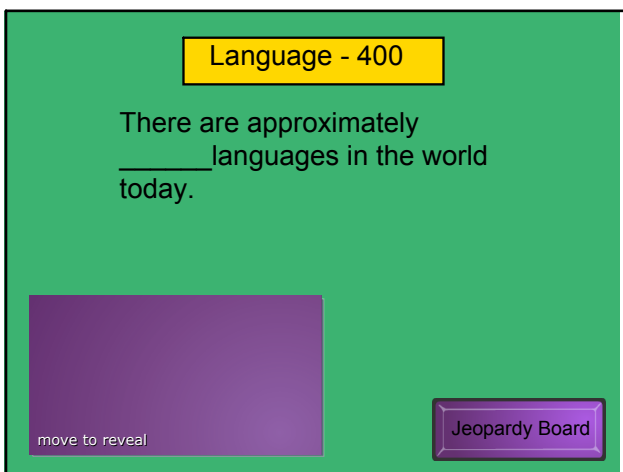 Language - 400
There are approximately
______languages in the world
today.
move to reveal
Jeopardy Board